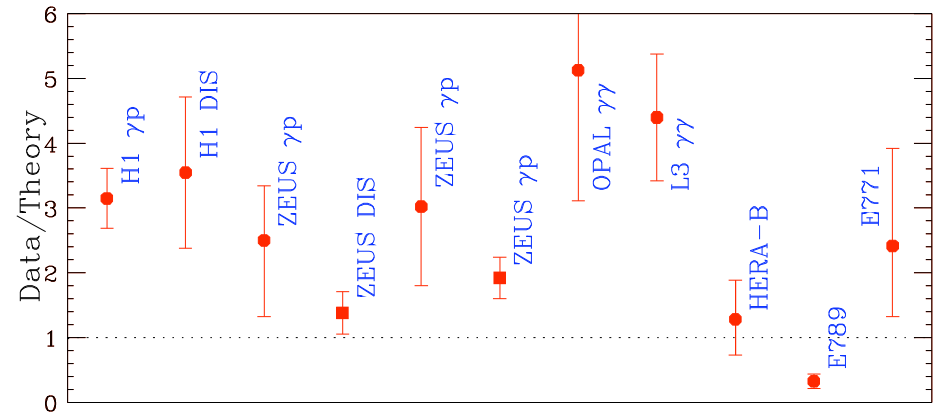 6
5
4
3
2
1
0
Data/Theory
H1 γp
H1 DIS
ZEUS γp
ZEUS DIS
ZEUS γp
ZEUS γp
OPAL γγ
L3 γγ
HERA-B
E789
E771